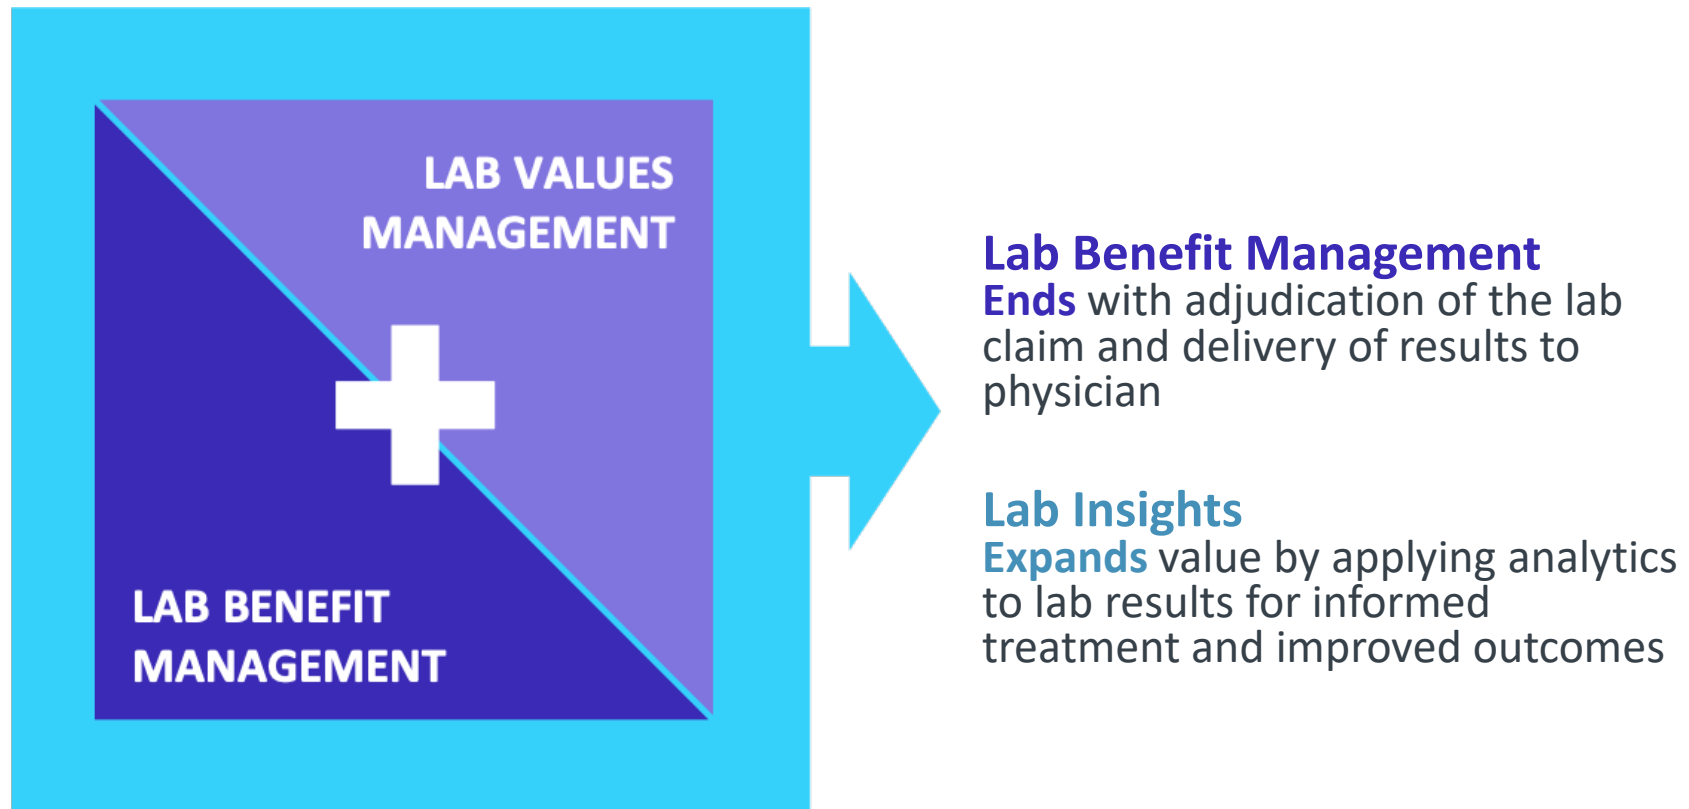 LAB VALUES
MANAGEMENT
LAB BENEFIT
MANAGEMENT
Lab Benefit Management
Ends with adjudication of the lab
claim and delivery of results to
physician
Lab Insights
Expands value by applying analytics
to lab results for informed
treatment and improved outcomes